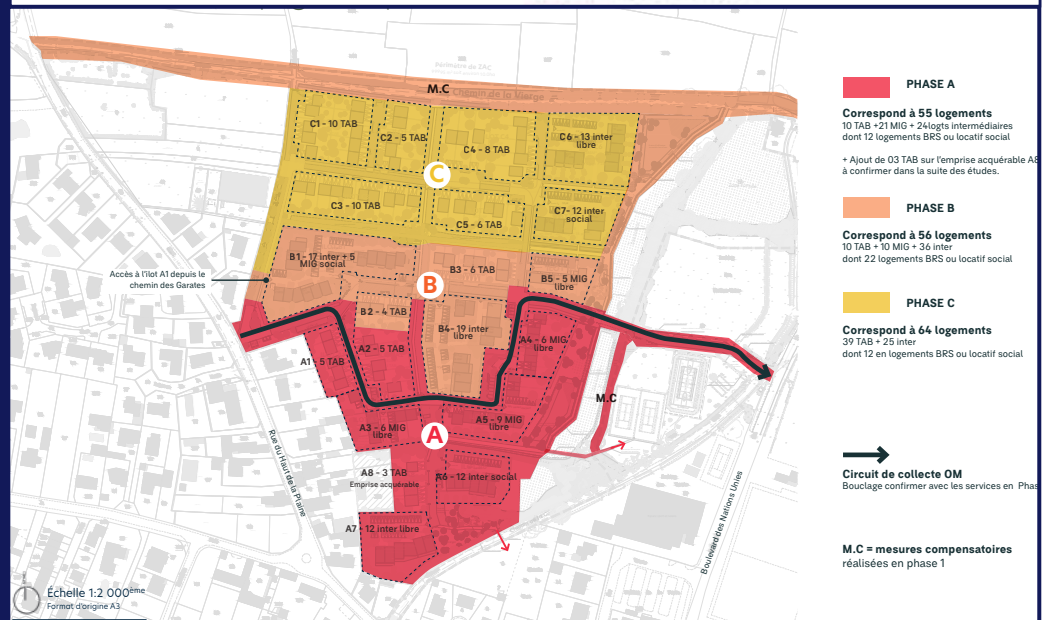 Périmètre de ZAC
M.C
Chemin de la Vierge
C1 - 10 TAB
C2 - 5 TAB
C4 - 8 TAB
C6 - 13 inter
libre
C
C3 - 10 TAB
C5 - 6 TAB
C7- 12 inter
social
B1 - 17 inter + 5
MIG social
B3 - 6 TAB
B5 - 5 MIG
libre
Accès à l'îlot A1 depuis le
chemin des Garates
B
B2 - 4 TAB
B4- 19 inter
libre
A1 - 5 TAB
A2 - 5 TAB
A4 - 6 MIG
libre
M.C
A3 - 6 MIG
libre
A5 - 9 MIG
libre
A
A8 - 3 TAB
Emprise acquérable
A6 - 12 inter social
A7 - 12 inter libre
Rue du Haut de la Plaine
Boulevard des Nations Unies
Échelle 1:2 000ème
Format d'origine A3
PHASE A
Correspond à 55 logements
10 TAB +21 MIG + 24logts intermédiaires
dont 12 logements BRS ou locatif social
+ Ajout de 03 TAB sur l'emprise acquérable A8
à confirmer dans la suite des études.
PHASE B
Correspond à 56 logements
10 TAB + 10 MIG + 36 inter
dont 22 logements BRS ou locatif social
PHASE C
Correspond à 64 logements
39 TAB + 25 inter
dont 12 en logements BRS ou locatif social
Circuit de collecte OM
Bouclage confirmer avec les services en Phas
M.C = mesures compensatoires
réalisées en phase 1